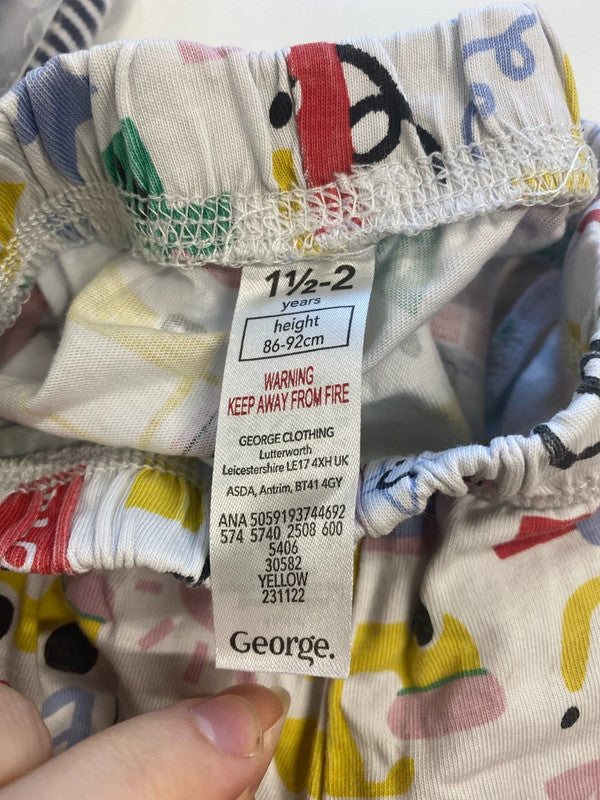 1½-2
years
height
86-92cm
WARNING
KEEP AWAY FROM FIRE
GEORGE CLOTHING
Lutterworth
Leicestershire LE17 4XH UK
ASDA, Antrim, BT41 4GY
ANA 5059193744692
574 5740 2508 600
5406
30582
YELLOW
231122
George.